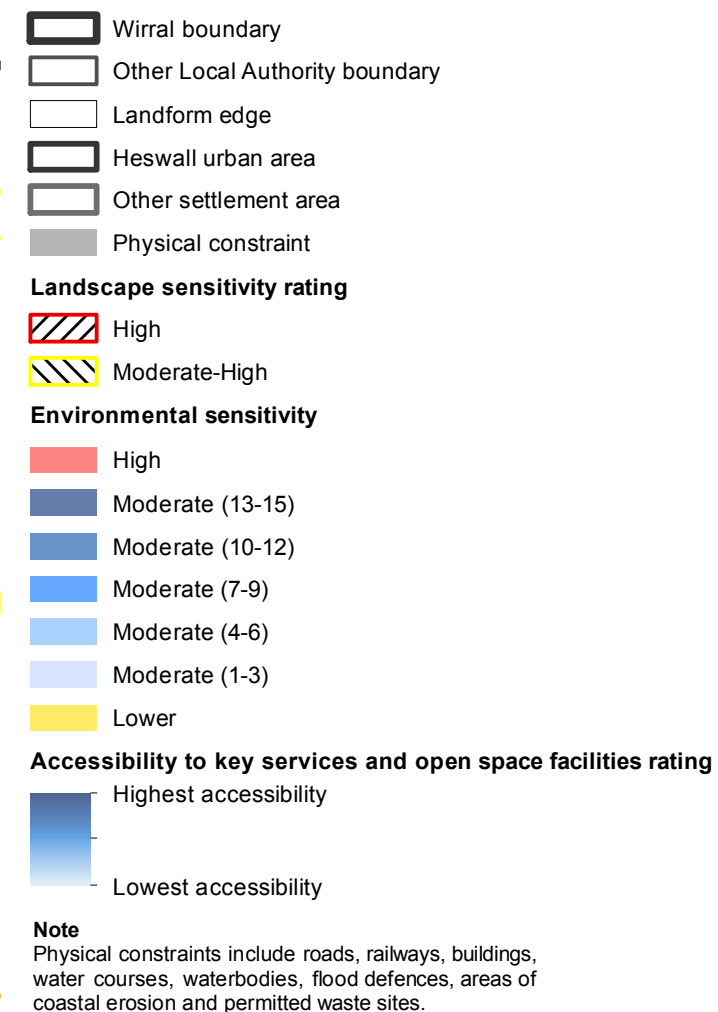 Wirral boundary
Other Local Authority boundary
Landform edge
Heswall urban area
Other settlement area
Physical constraint
Landscape sensitivity rating
High
Moderate-High
Environmental sensitivity
High
Moderate (13-15)
Moderate (10-12)
Moderate (7-9)
Moderate (4-6)
Moderate (1-3)
Lower
Accessibility to key services and open space facilities rating
Highest accessibility
Lowest accessibility
Note
Physical constraints include roads, railways, buildings,
water courses, waterbodies, flood defences, areas of
coastal erosion and permitted waste sites.